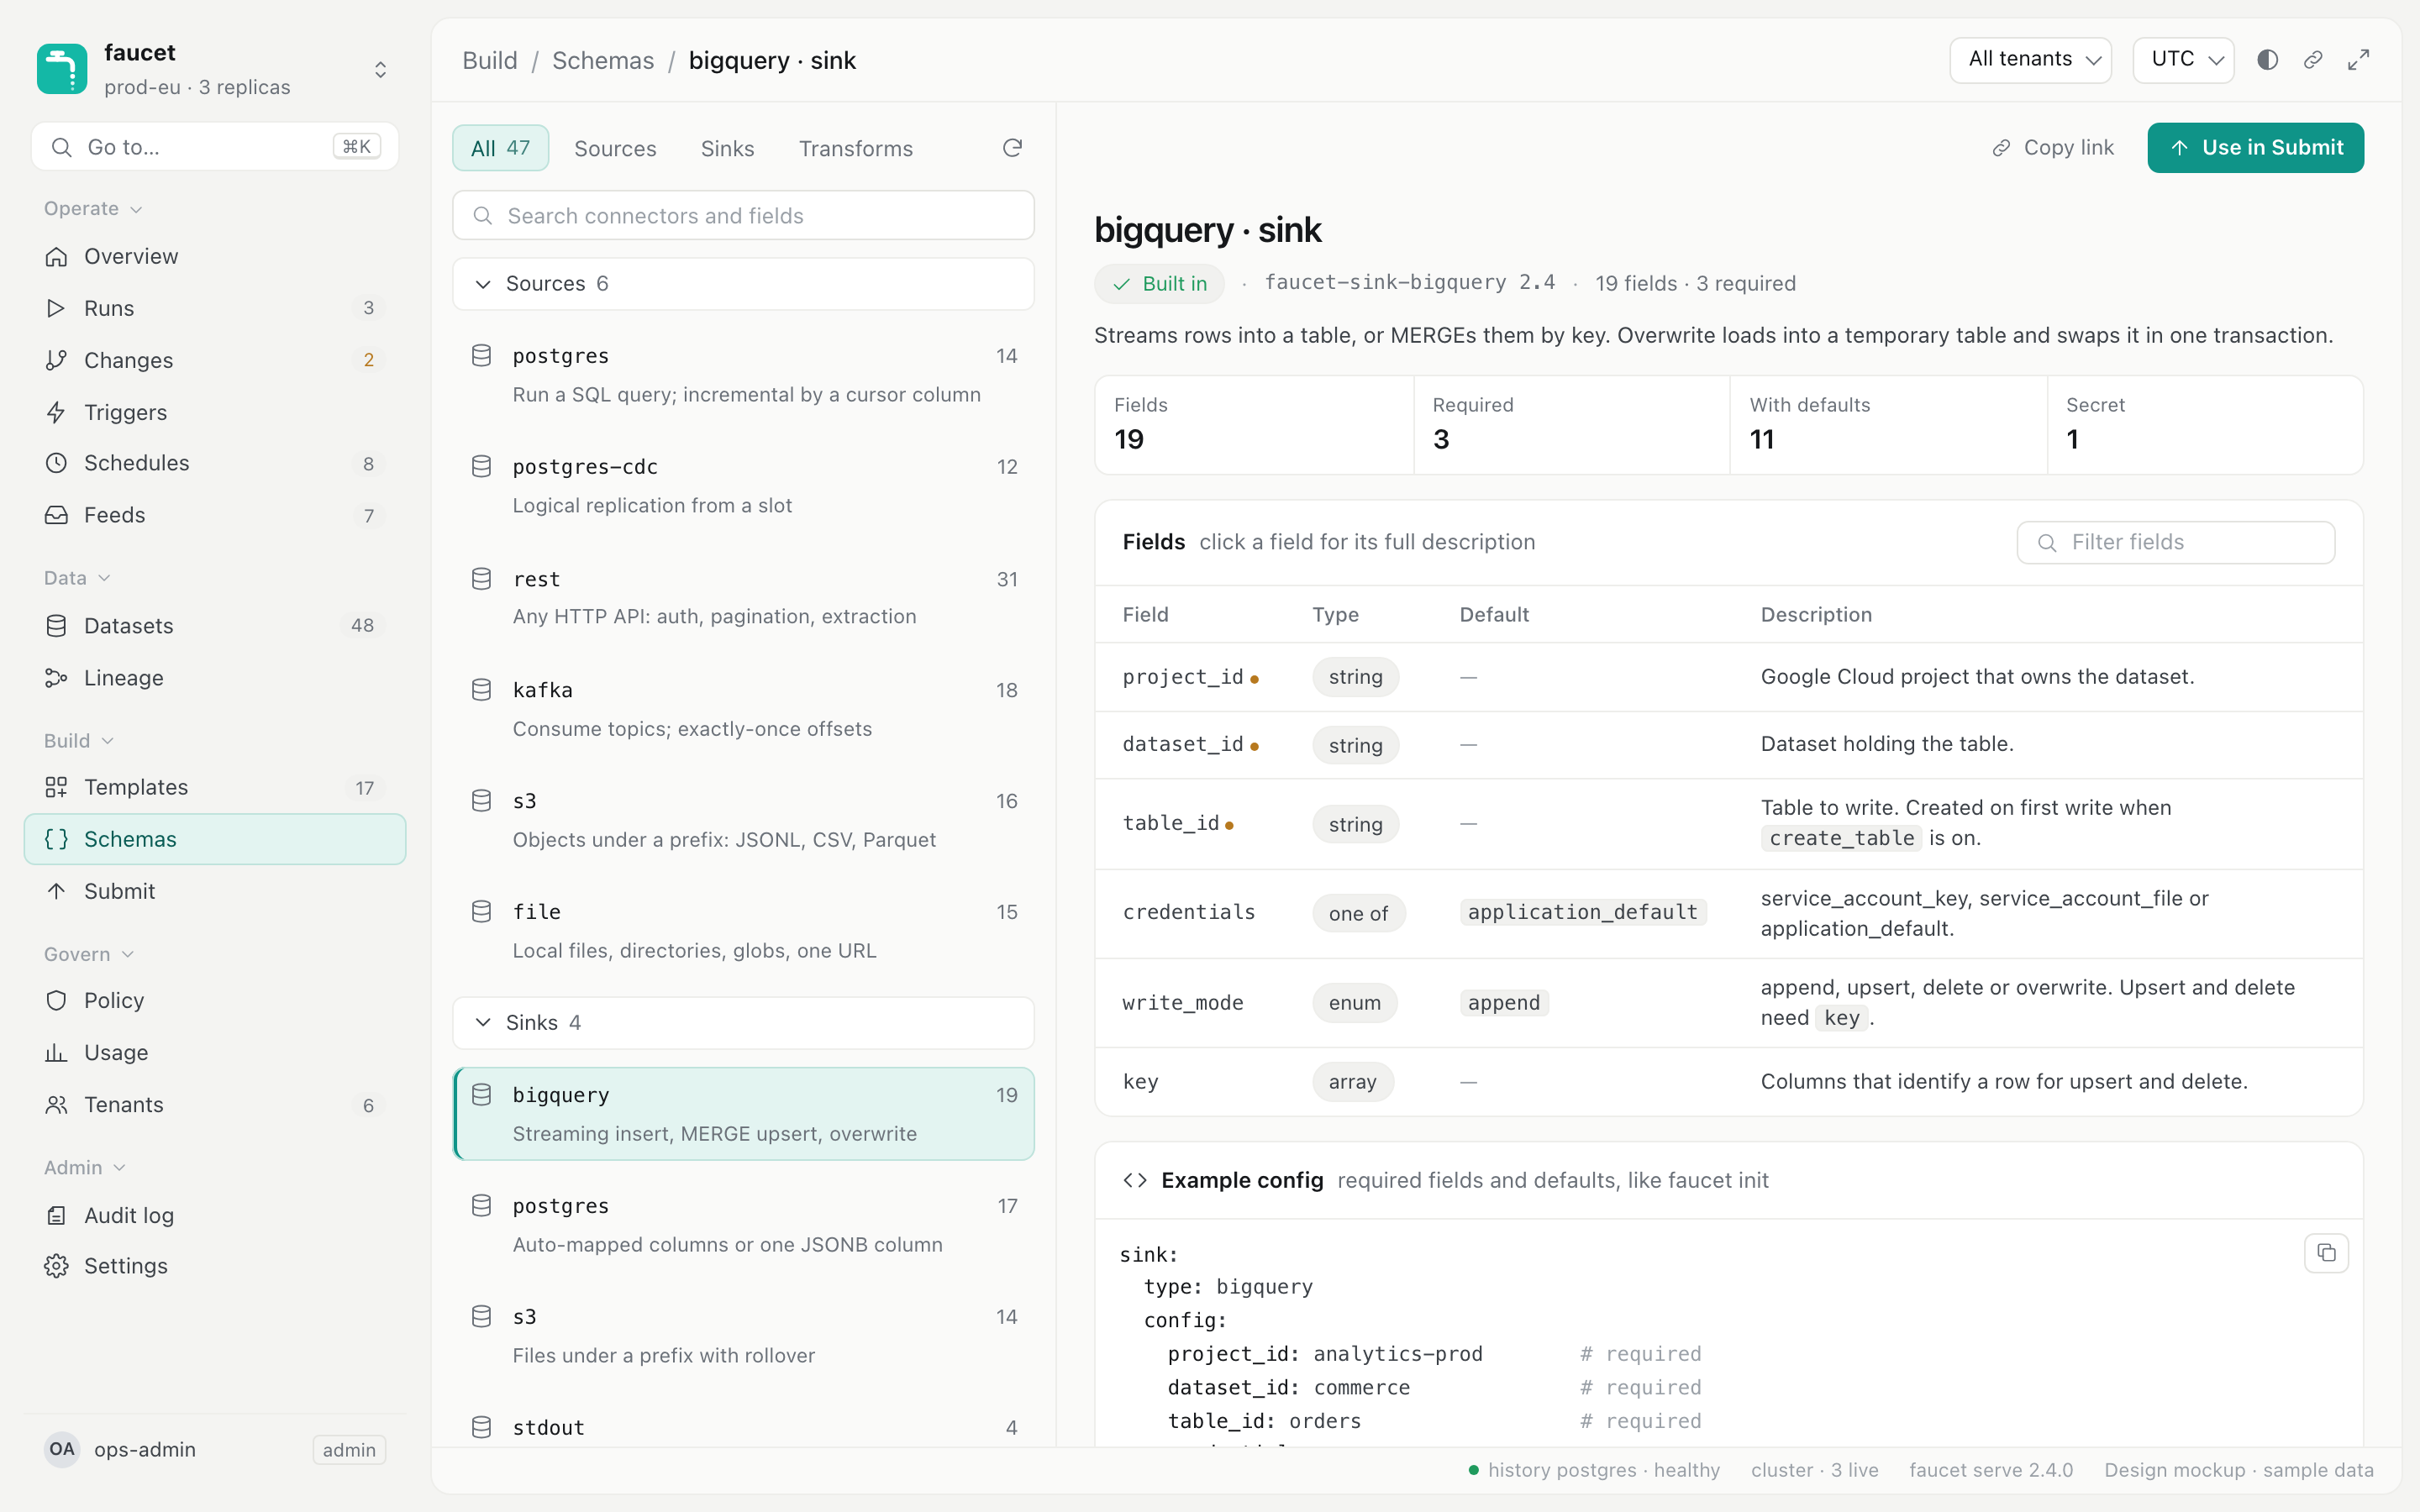 faucet
prod-eu · 3 replicas
Go to...
⌘K
Operate
Overview
Runs 3
Changes 2
Triggers
Schedules 8
Feeds 7
Data
Datasets 48
Lineage
Build
Templates 17
Schemas
Submit
Govern
Policy
Usage
Tenants 6
Admin
Audit log
Settings
OA ops-admin admin
Build / Schemas / bigquery · sink
All tenants
UTC
All 47 Sources Sinks Transforms
Search connectors and fields
Sources 6
postgres 14
Run a SQL query; incremental by a cursor column
postgres-cdc 12
Logical replication from a slot
rest 31
Any HTTP API: auth, pagination, extraction
kafka 18
Consume topics; exactly-once offsets
s3 16
Objects under a prefix: JSONL, CSV, Parquet
file 15
Local files, directories, globs, one URL
Sinks 4
bigquery 19
Streaming insert, MERGE upsert, overwrite
postgres 17
Auto-mapped columns or one JSONB column
s3 14
Files under a prefix with rollover
stdout 4
Copy link
Use in Submit
bigquery · sink
Built in · faucet-sink-bigquery 2.4 · 19 fields · 3 required
Streams rows into a table, or MERGEs them by key. Overwrite loads into a temporary table and swaps it in one transaction.
Fields Required With defaults Secret
19 3 11 1
Fields click a field for its full description
Filter fields
Field Type Default Description
project_id string — Google Cloud project that owns the dataset.
dataset_id string — Dataset holding the table.
table_id string — Table to write. Created on first write when
create_table is on.
credentials one of application_default service_account_key, service_account_file or
application_default.
write_mode enum append append, upsert, delete or overwrite. Upsert and delete
need key.
key array — Columns that identify a row for upsert and delete.
Example config required fields and defaults, like faucet init
sink:
type: bigquery
config:
project_id: analytics-prod # required
dataset_id: commerce # required
table_id: orders # required
history postgres · healthy cluster · 3 live faucet serve 2.4.0 Design mockup · sample data